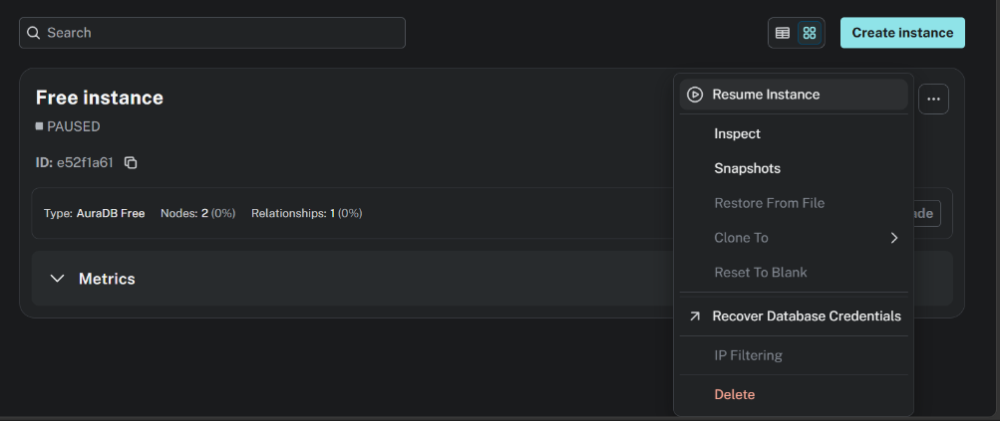 Search
Create instance
Free instance
PAUSED
ID: e52f1a61
Type: AuraDB Free Nodes: 2 (0%) Relationships: 1 (0%)
Metrics
Resume Instance
Inspect
Snapshots
Restore From File
Clone To
Reset To Blank
Recover Database Credentials
IP Filtering
Delete